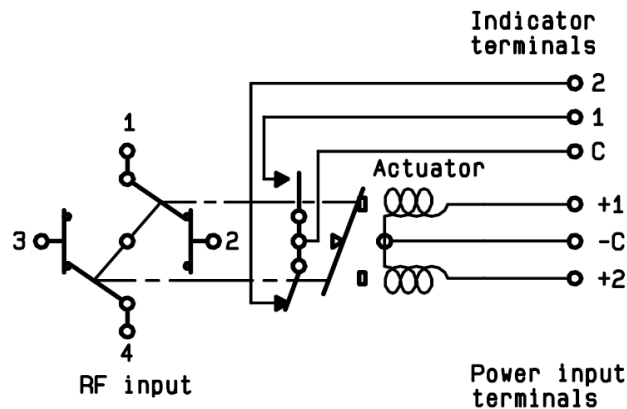 Indicator
terminals
2
1
C
1
Actuator
+1
3
2
-C
+2
4
RF input
Power input
terminals